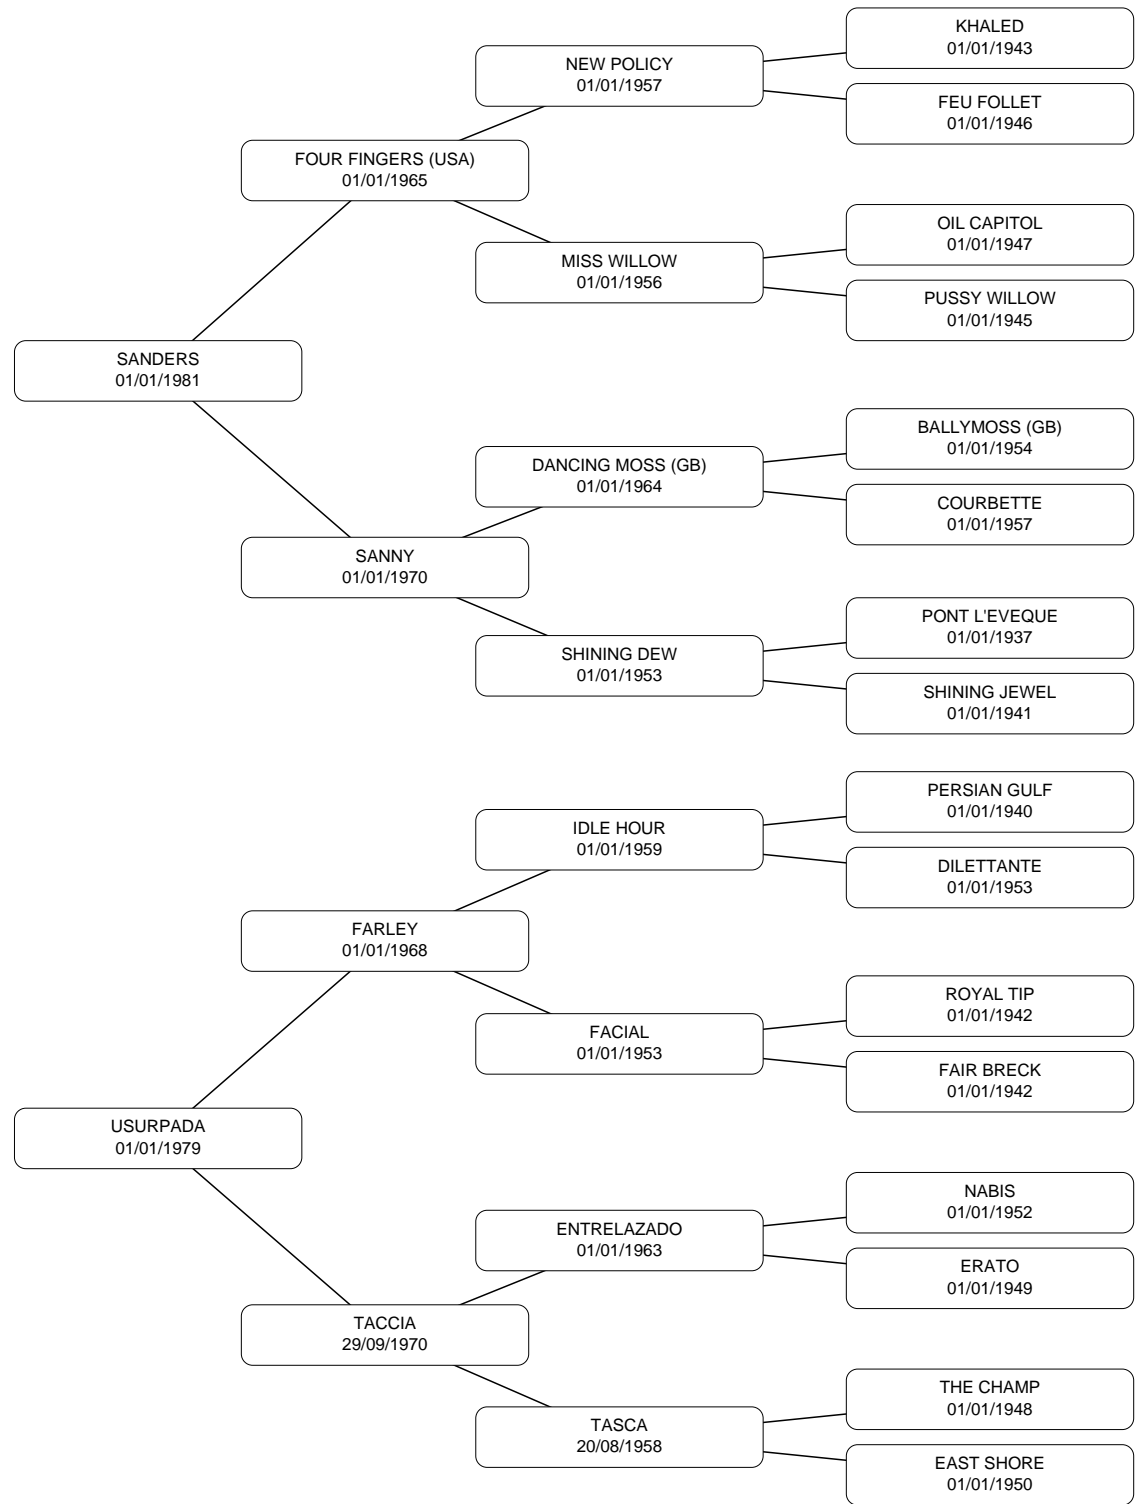 KHALED
01/01/1943
NEW POLICY
01/01/1957
FEU FOLLET
01/01/1946
FOUR FINGERS (USA)
01/01/1965
OIL CAPITOL
01/01/1947
MISS WILLOW
01/01/1956
PUSSY WILLOW
01/01/1945
SANDERS
01/01/1981
BALLYMOSS (GB)
01/01/1954
DANCING MOSS (GB)
01/01/1964
COURBETTE
01/01/1957
SANNY
01/01/1970
PONT L'EVEQUE
01/01/1937
SHINING DEW
01/01/1953
SHINING JEWEL
01/01/1941
PERSIAN GULF
01/01/1940
IDLE HOUR
01/01/1959
DILETTANTE
01/01/1953
FARLEY
01/01/1968
ROYAL TIP
01/01/1942
FACIAL
01/01/1953
FAIR BRECK
01/01/1942
USURPADA
01/01/1979
NABIS
01/01/1952
ENTRELAZADO
01/01/1963
ERATO
01/01/1949
TACCIA
29/09/1970
THE CHAMP
01/01/1948
TASCA
20/08/1958
EAST SHORE
01/01/1950